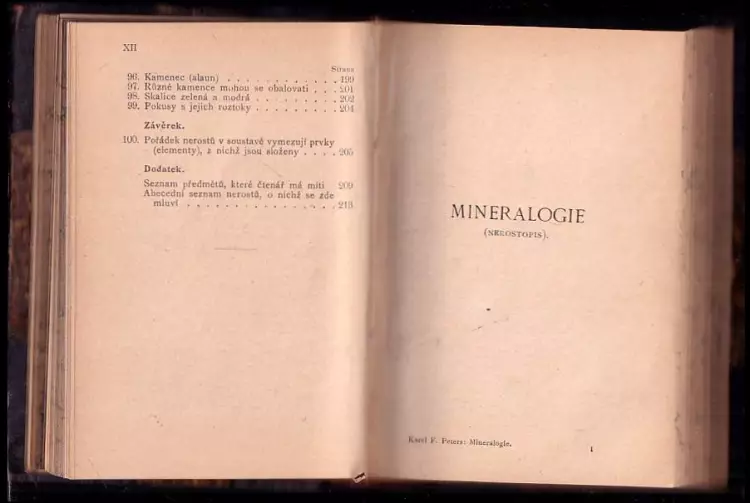 XII
Strana
96. Kamenec (alaun) . . . . . . . . . . . . 199
97. Různé kamence mohou se obalovati . . . 201
98. Skalice zelená a modrá . . . . . . . . . 202
99. Pokusy s jejich roztoky . . . . . . . . . 204
Závěrek.
100. Pořádek nerostů v soustavě vymezují prvky
(elementy), z nichž jsou složeny . . . . 205
Dodatek.
Seznam předmětů, které čtenář má míti 209
Abecední seznam nerostů, o nichž se zde
mluví . . . . . . . . . . . . . . . 213
MINERALOGIE
(NEROSTOPIS).
Karel F. Peters: Mineralogie.
1